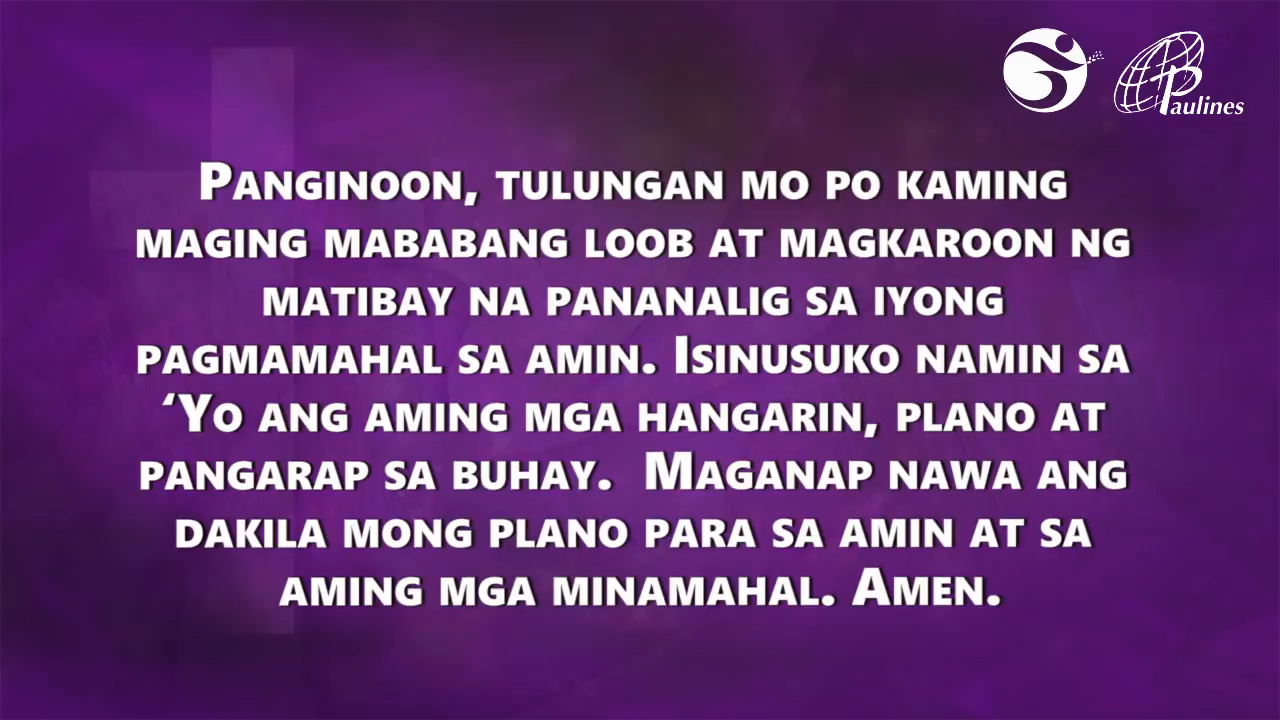 Paulines
Panginoon, tulungan mo po kaming
maging mababang loob at magkaroon ng
matibay na pananalig sa iyong
pagmamahal sa amin. Isinusuko namin sa
‘Yo ang aming mga hangarin, plano at
pangarap sa buhay.  Maganap nawa ang
dakila mong plano para sa amin at sa
aming mga minamahal. Amen.